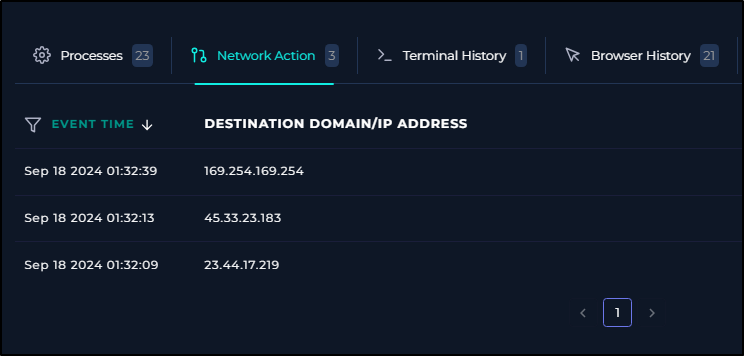 Processes 23 Network Action 3 Terminal History 1 Browser History 21
EVENT TIME DESTINATION DOMAIN/IP ADDRESS
Sep 18 2024 01:32:39 169.254.169.254
Sep 18 2024 01:32:13 45.33.23.183
Sep 18 2024 01:32:09 23.44.17.219
1